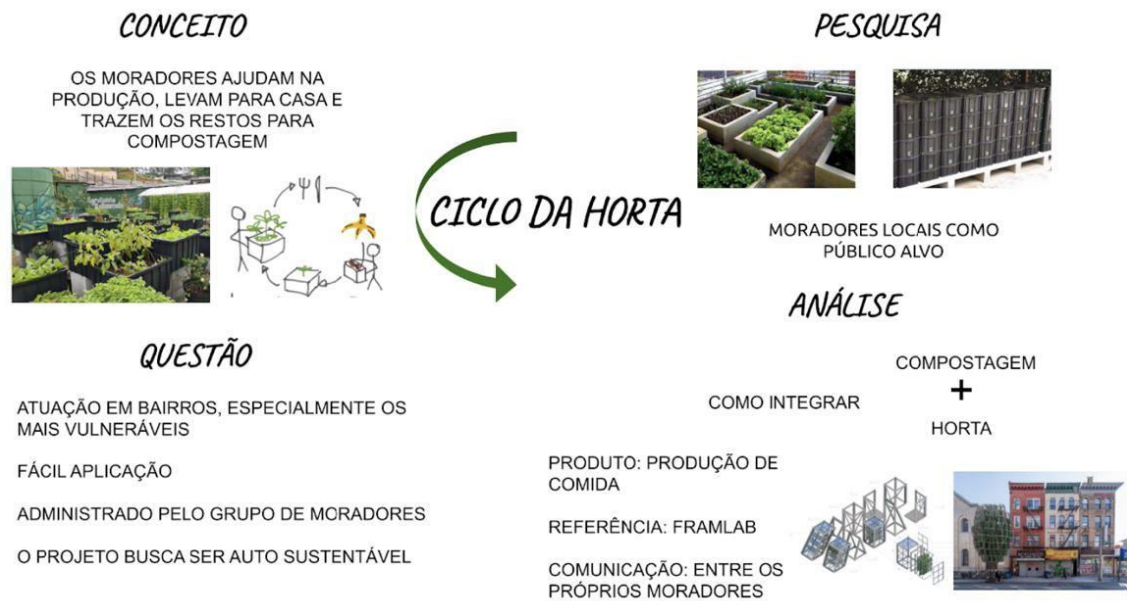 CONCEITO
OS MORADORES AJUDAM NA
PRODUÇÃO, LEVAM PARA CASA E
TRAZEM OS RESTOS PARA
COMPOSTAGEM
CICLO DA HORTA
PESQUISA
MORADORES LOCAIS COMO
PÚBLICO ALVO
QUESTÃO
ATUAÇÃO EM BAIRROS, ESPECIALMENTE OS
MAIS VULNERÁVEIS
FÁCIL APLICAÇÃO
ADMINISTRADO PELO GRUPO DE MORADORES
O PROJETO BUSCA SER AUTO SUSTENTÁVEL
ANÁLISE
COMO INTEGRAR
COMPOSTAGEM
+
HORTA
PRODUTO: PRODUÇÃO DE
COMIDA
REFERÊNCIA: FRAMLAB
COMUNICAÇÃO: ENTRE OS
PRÓPRIOS MORADORES